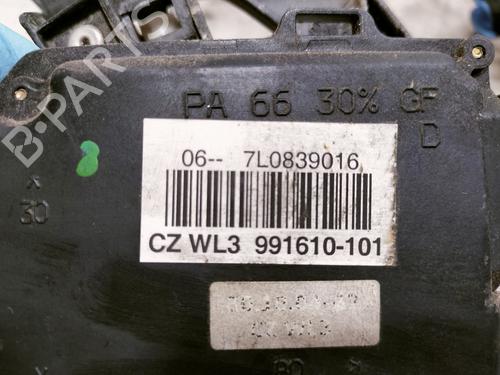 B-PARTS
PA 66 30% GF
D
06-- 7L0839016
30
CZ WL3 991610-101